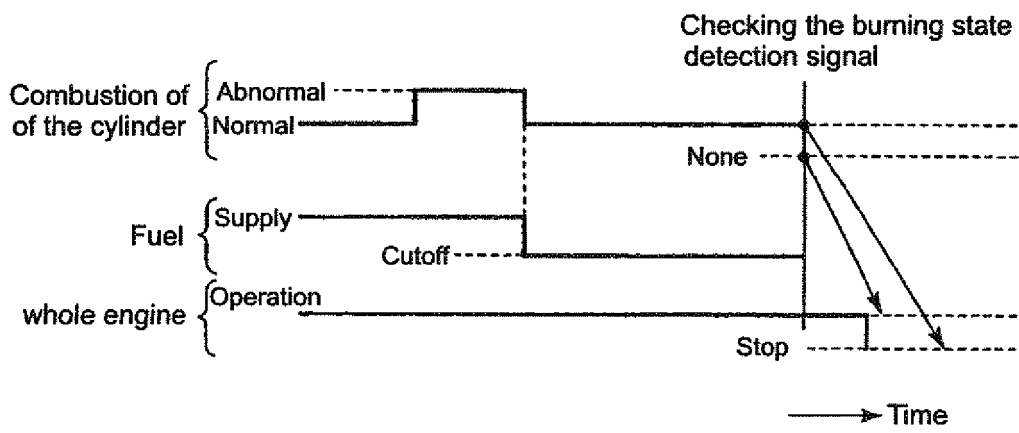 Checking the burning state
detection signal
Combustion of
of the cylinder
Abnormal
Normal
None
Fuel
Supply
Cutoff
whole engine
Operation
Stop
Time